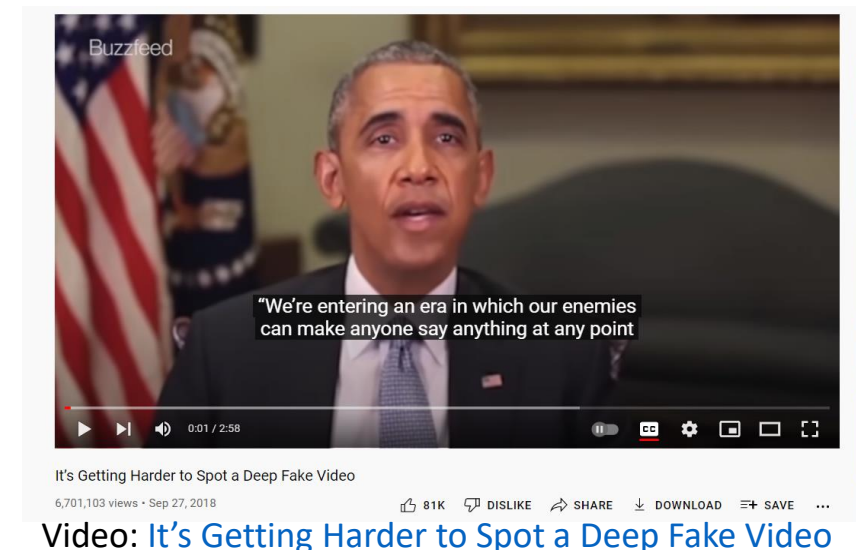 Buzzfeed
“We’re entering an era in which our enemies
can make anyone say anything at any point
0:01 / 2:58
CC
It’s Getting Harder to Spot a Deep Fake Video
6,701,103 views • Sep 27, 2018 81K DISLIKE SHARE DOWNLOAD SAVE ...
Video: It’s Getting Harder to Spot a Deep Fake Video